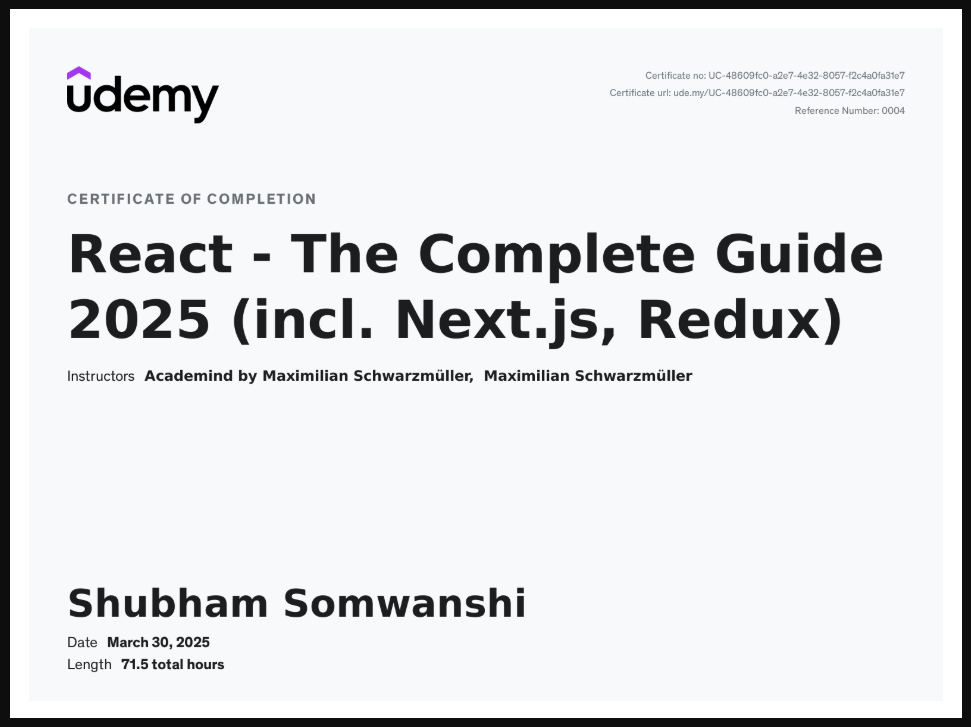 udemy
Certificate no: UC-48609fc0-a2e7-4e32-8057-f2c4a0fa31e7
Certificate url: ude.my/UC-48609fc0-a2e7-4e32-8057-f2c4a0fa31e7
Reference Number: 0004
CERTIFICATE OF COMPLETION
React - The Complete Guide
2025 (incl. Next.js, Redux)
Instructors Academind by Maximilian Schwarzmüller, Maximilian Schwarzmüller
Shubham Somwanshi
Date March 30, 2025
Length 71.5 total hours